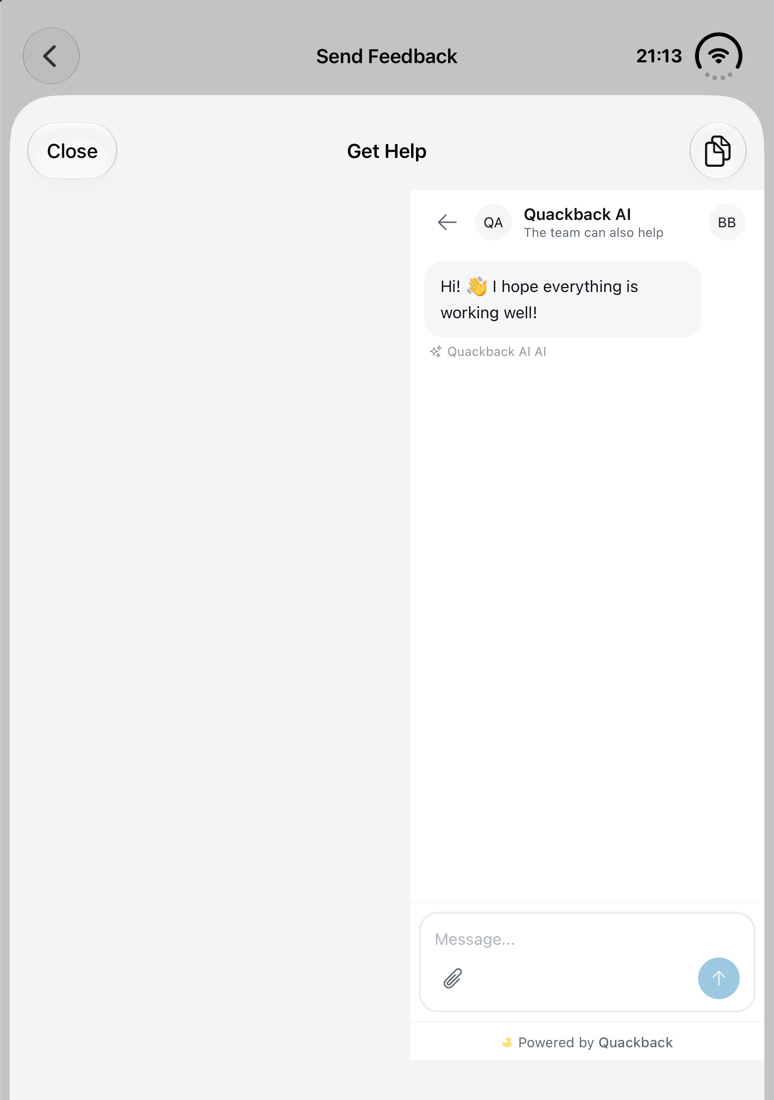 Send Feedback
21:13
Close
Get Help
QA
Quackback AI
The team can also help
BB
Hi! 👋 I hope everything is
working well!
Quackback AI AI
Message...
Powered by Quackback